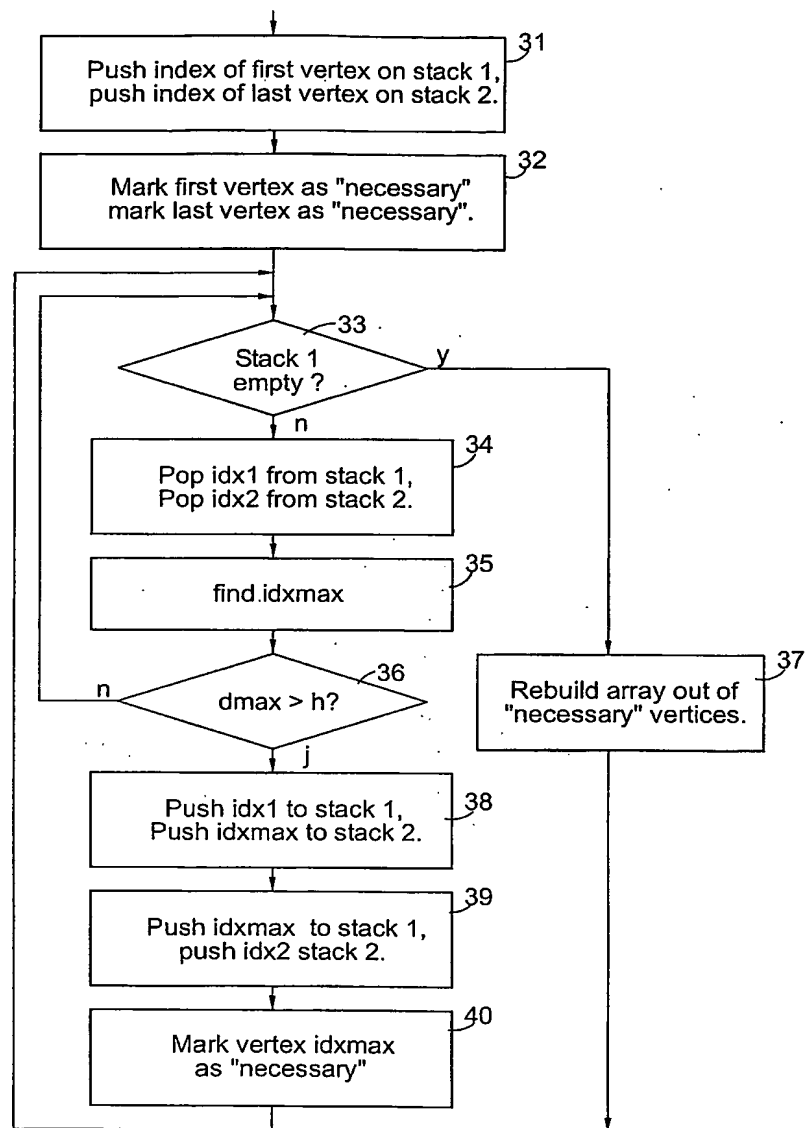 31
Push index of first vertex on stack 1,
push index of last vertex on stack 2.
32
Mark first vertex as "necessary"
mark last vertex as "necessary".
33
Stack 1
empty ?
y
n
34
Pop idx1 from stack 1,
Pop idx2 from stack 2.
35
find.idxmax
36
dmax > h?
n
j
37
Rebuild array out of
"necessary" vertices.
38
Push idx1 to stack 1,
Push idxmax to stack 2.
39
Push idxmax to stack 1,
push idx2 stack 2.
40
Mark vertex idxmax
as "necessary"